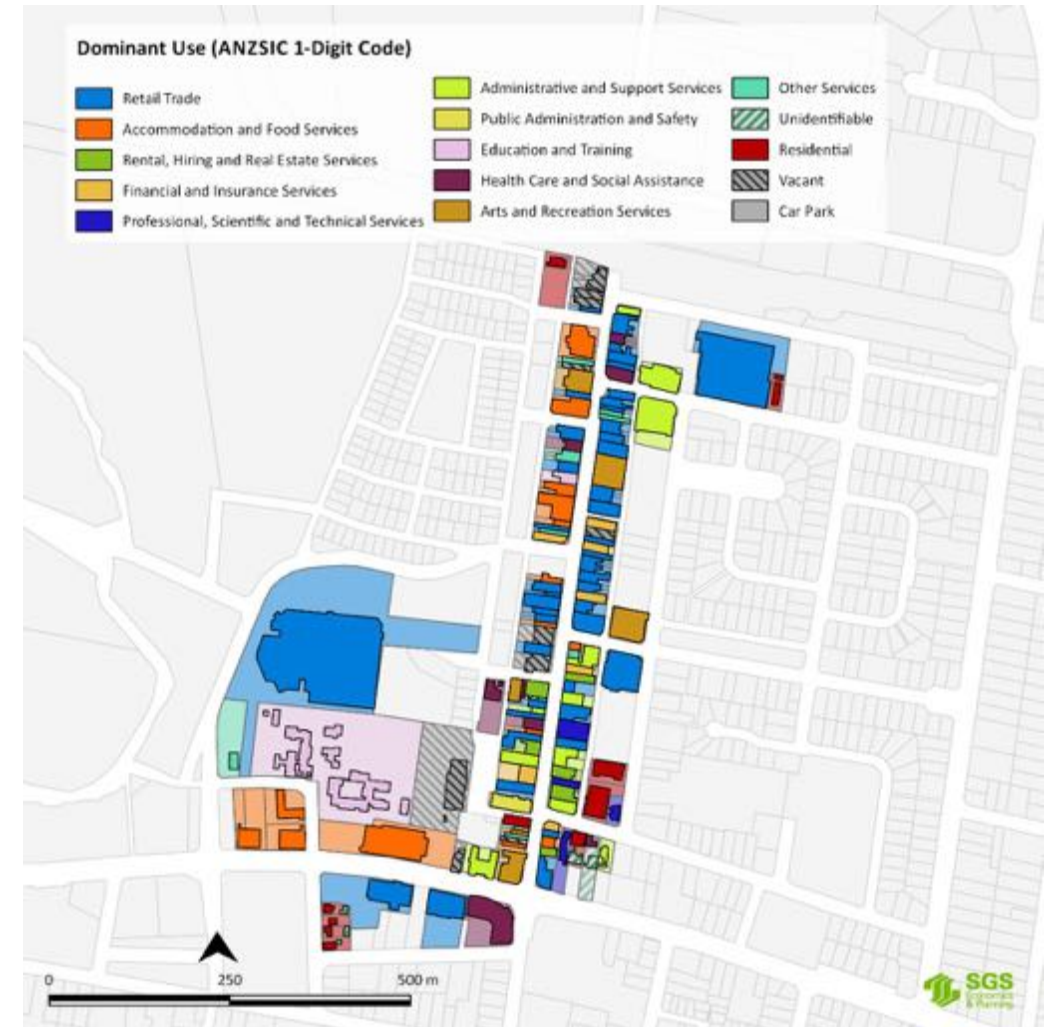 Dominant Use (ANZSIC 1-Digit Code)
Retail Trade
Accommodation and Food Services
Rental, Hiring and Real Estate Services
Financial and Insurance Services
Professional, Scientific and Technical Services
Administrative and Support Services
Public Administration and Safety
Education and Training
Health Care and Social Assistance
Arts and Recreation Services
Other Services
Unidentifiable
Residential
Vacant
Car Park
0 250 500 m
SGS
Economics
& Planning